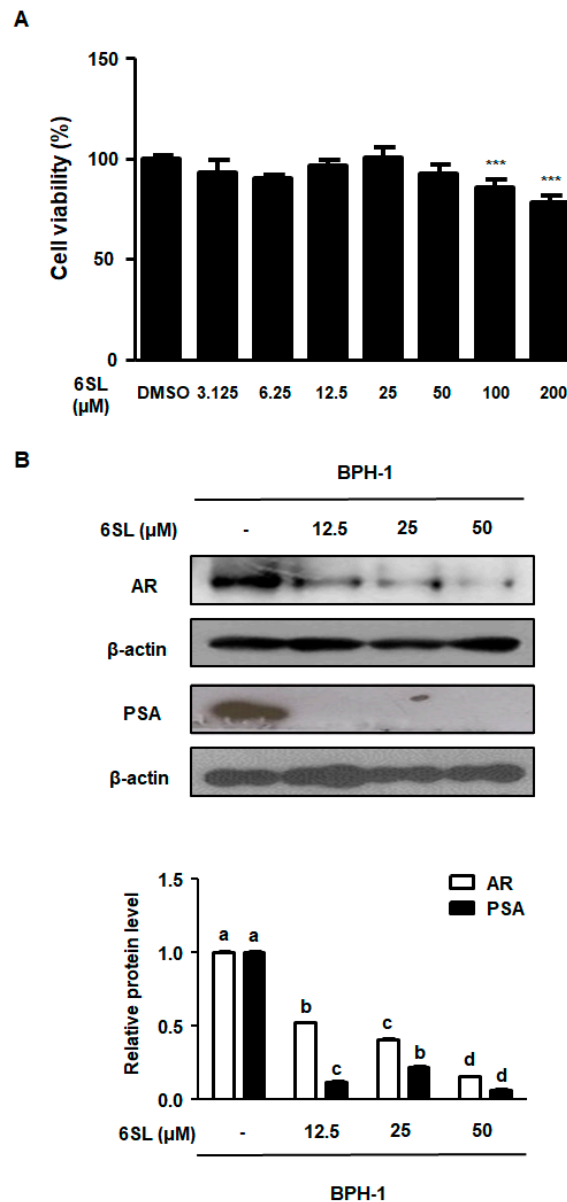 A
150
100
50
0
Cell viability (%)
*** ***
6SL (μM)
DMSO 3.125 6.25 12.5 25 50 100 200
B
BPH-1
6SL (μM) - 12.5 25 50
AR
β-actin
PSA
β-actin
1.5
1.0
0.5
0.0
Relative protein level
AR
PSA
a a
b
c
c
b
d d
6SL (μM) - 12.5 25 50
BPH-1